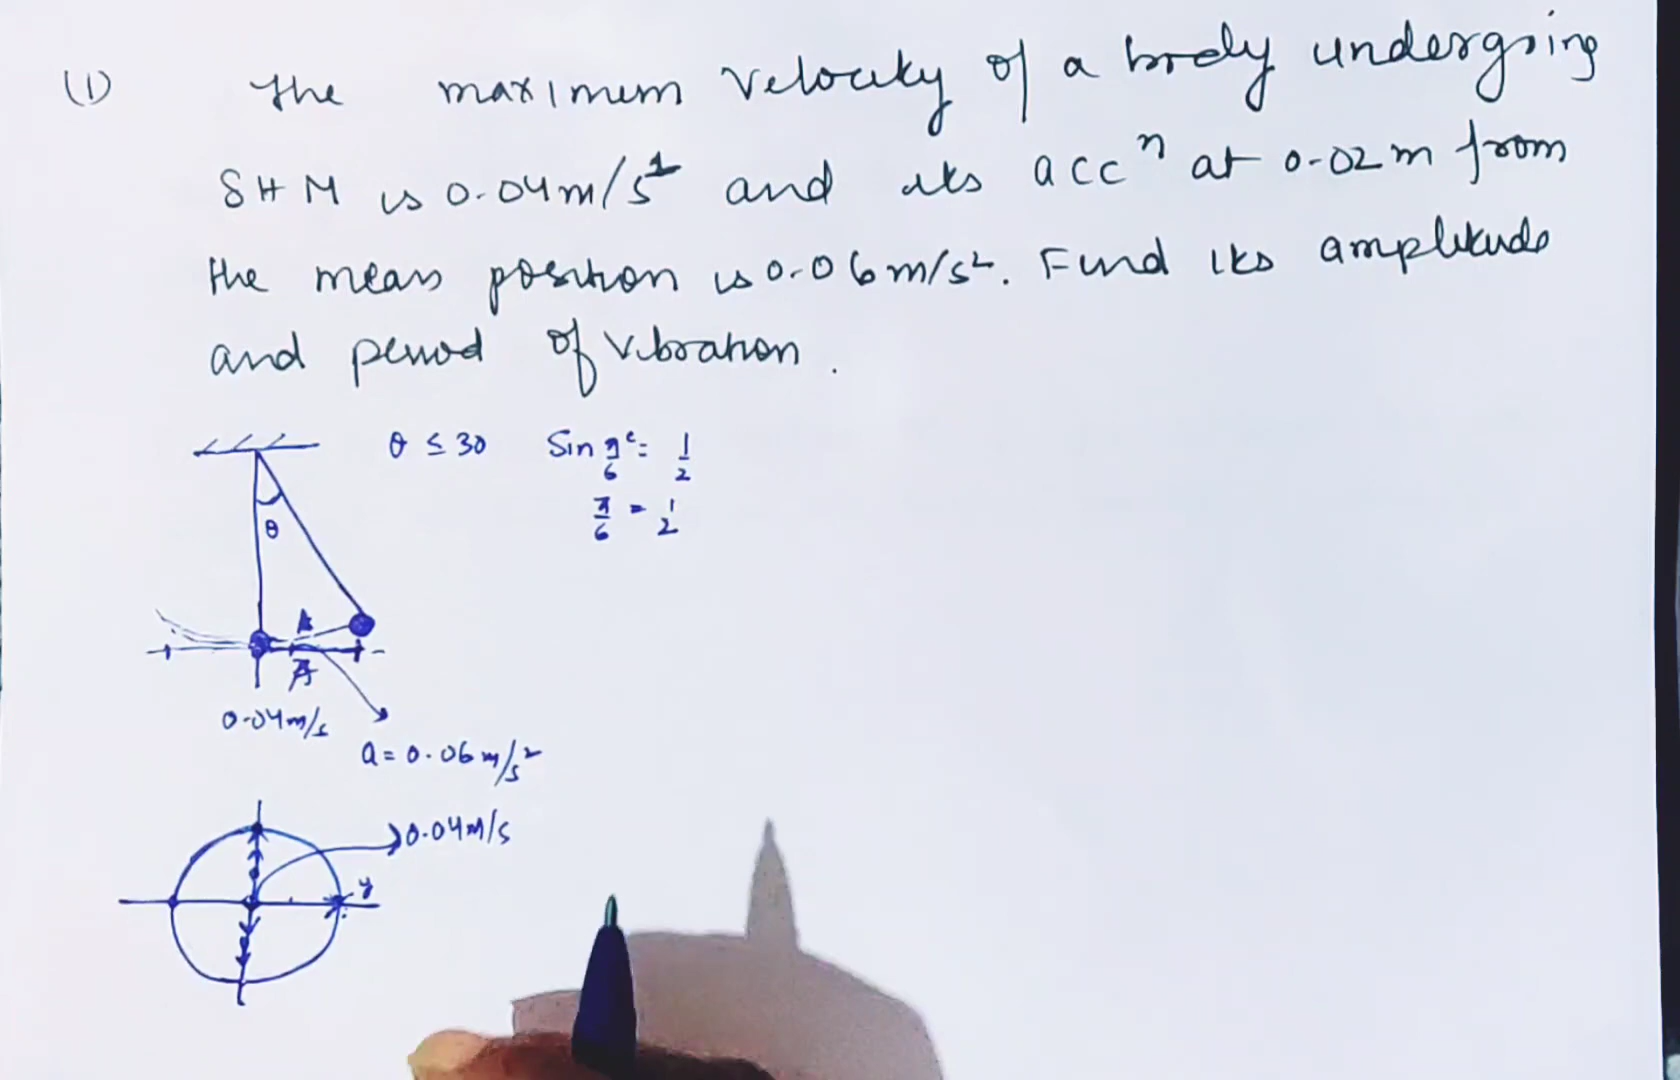 (1) The maximum velocity of a body undergoing
SHM is 0.04m/s and its accⁿ at 0.02m from
the mean position is 0.06m/s². Find its amplitude
and period of vibration.
θ ≤ 30 Sin π/6ᶜ = 1/2
π/6 = 1/2
θ
A
A
0.04m/s
a = 0.06 m/s²
0.04m/s
y